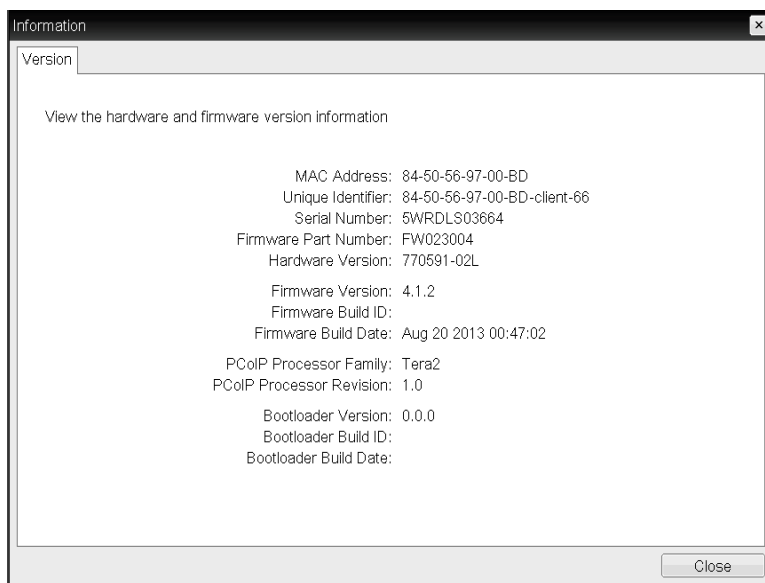 Information
×
Version
View the hardware and firmware version information
MAC Address: 84-50-56-97-00-BD
Unique Identifier: 84-50-56-97-00-BD-client-66
Serial Number: 5WRDLS03664
Firmware Part Number: FW023004
Hardware Version: 770591-02L
Firmware Version: 4.1.2
Firmware Build ID:
Firmware Build Date: Aug 20 2013 00:47:02
PCoIP Processor Family: Tera2
PCoIP Processor Revision: 1.0
Bootloader Version: 0.0.0
Bootloader Build ID:
Bootloader Build Date:
Close